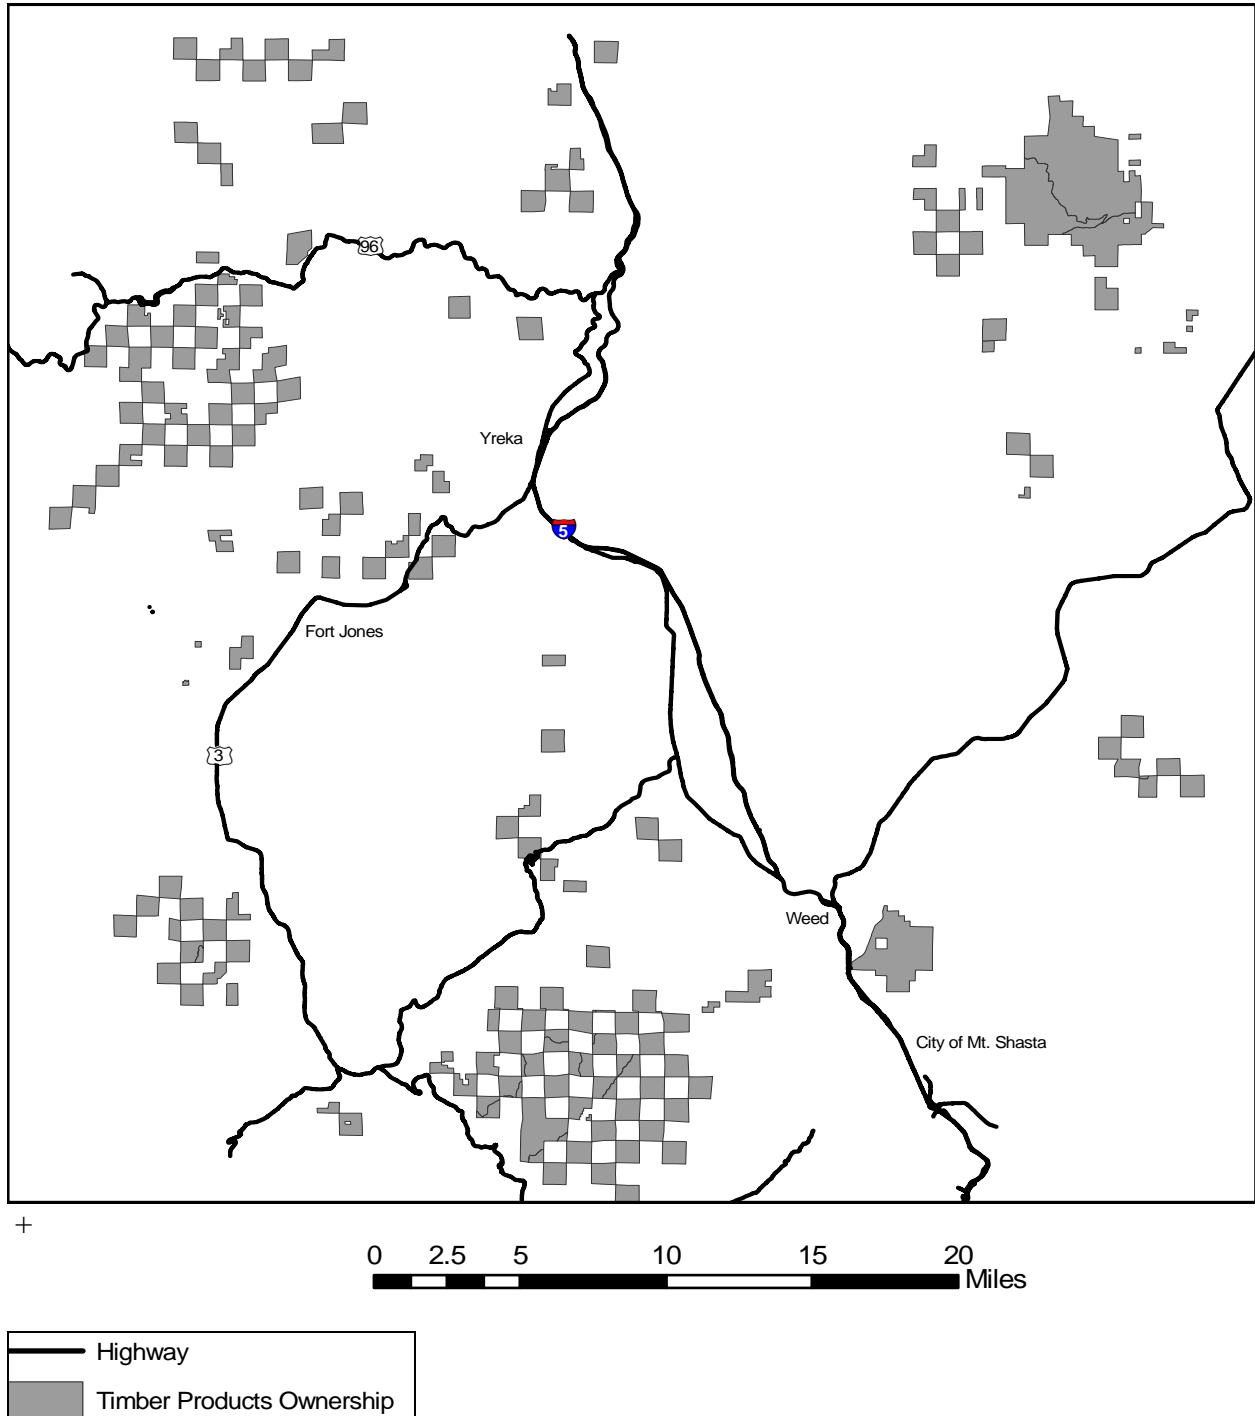 96
Yreka
5
Fort Jones
3
Weed
City of Mt. Shasta
+
0 2.5 5 10 15 20
Miles
Highway
Timber Products Ownership